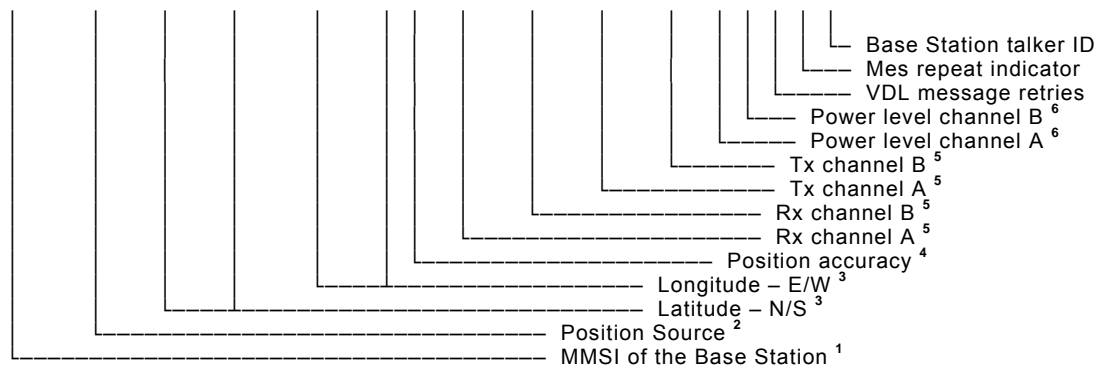 Base Station talker ID
Mes repeat indicator
VDL message retries
Power level channel B 6
Power level channel A 6
Tx channel B 5
Tx channel A 5
Rx channel B 5
Rx channel A 5
Position accuracy 4
Longitude – E/W 3
Latitude – N/S 3
Position Source 2
MMSI of the Base Station 1